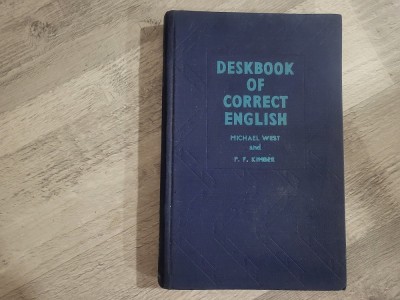 DESKBOOK
OF
CORRECT
ENGLISH
MICHAEL WEST
and
P. F. KIMBER